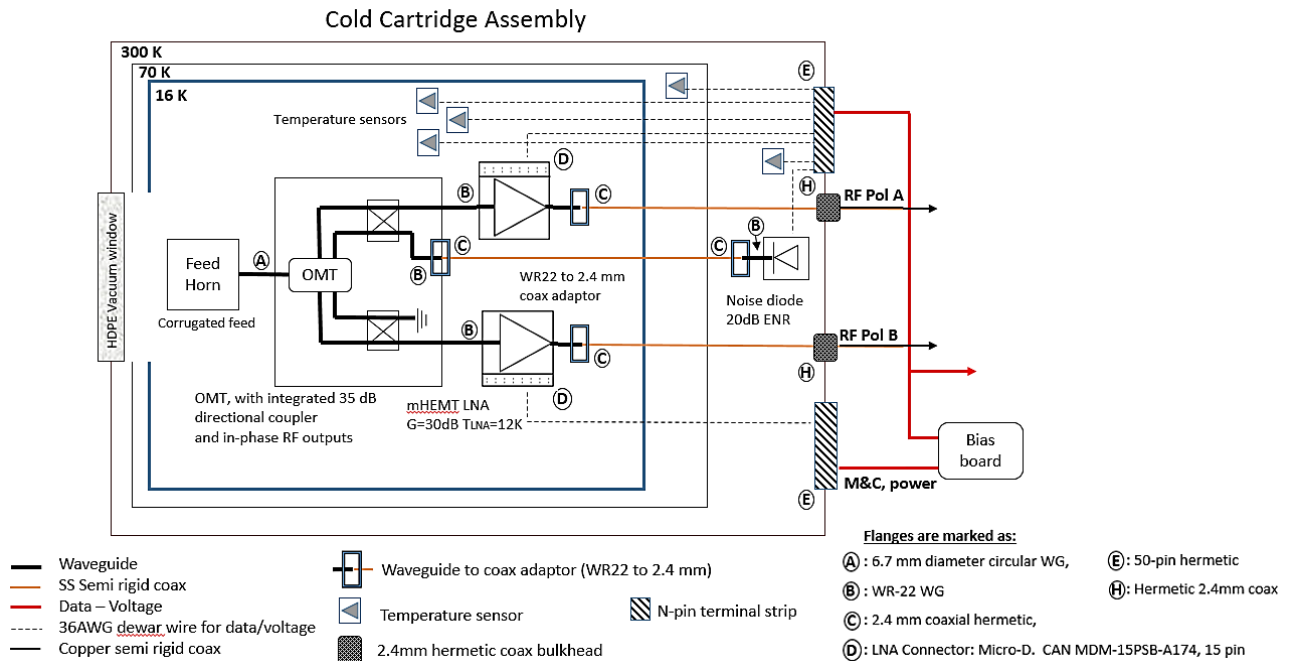 Cold Cartridge Assembly
300 K
70 K
16 K
E
Temperature sensors
D
B
C
H
RF Pol A
HDPE Vacuum window
Feed
Horn
A
OMT
B
C
C
B
Corrugated feed
WR22 to 2.4 mm
coax adaptor
Noise diode
20dB ENR
B
C
RF Pol B
H
OMT, with integrated 35 dB
directional coupler
and in-phase RF outputs
mHEMT LNA
G=30dB TLNA=12K
D
Bias
board
M&C, power
E
Flanges are marked as:
A : 6.7 mm diameter circular WG,
B : WR-22 WG
C : 2.4 mm coaxial hermetic,
D : LNA Connector: Micro-D. CAN MDM-15PSB-A174, 15 pin
E : 50-pin hermetic
H : Hermetic 2.4mm coax
Waveguide
SS Semi rigid coax
Data – Voltage
36AWG dewar wire for data/voltage
Copper semi rigid coax
Waveguide to coax adaptor (WR22 to 2.4 mm)
Temperature sensor
N-pin terminal strip
2.4mm hermetic coax bulkhead